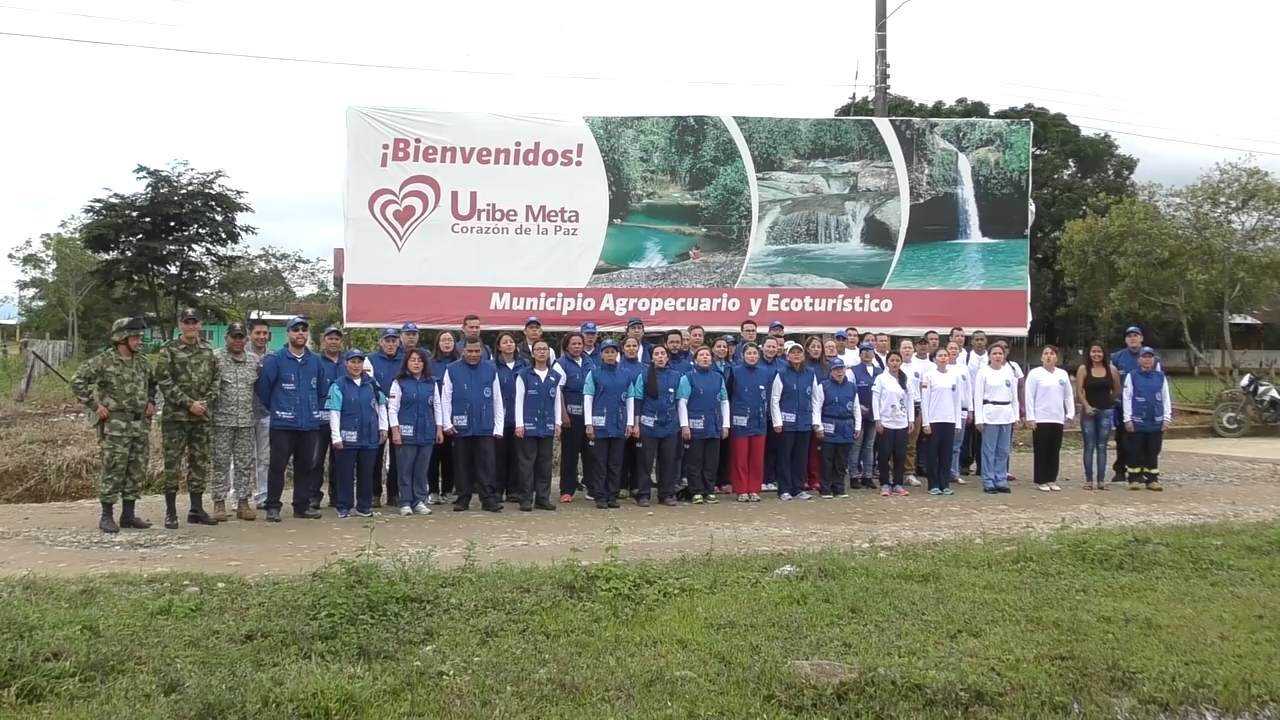 ¡Bienvenidos!
Uribe Meta
Corazón de la Paz
Municipio Agropecuario y Ecoturístico